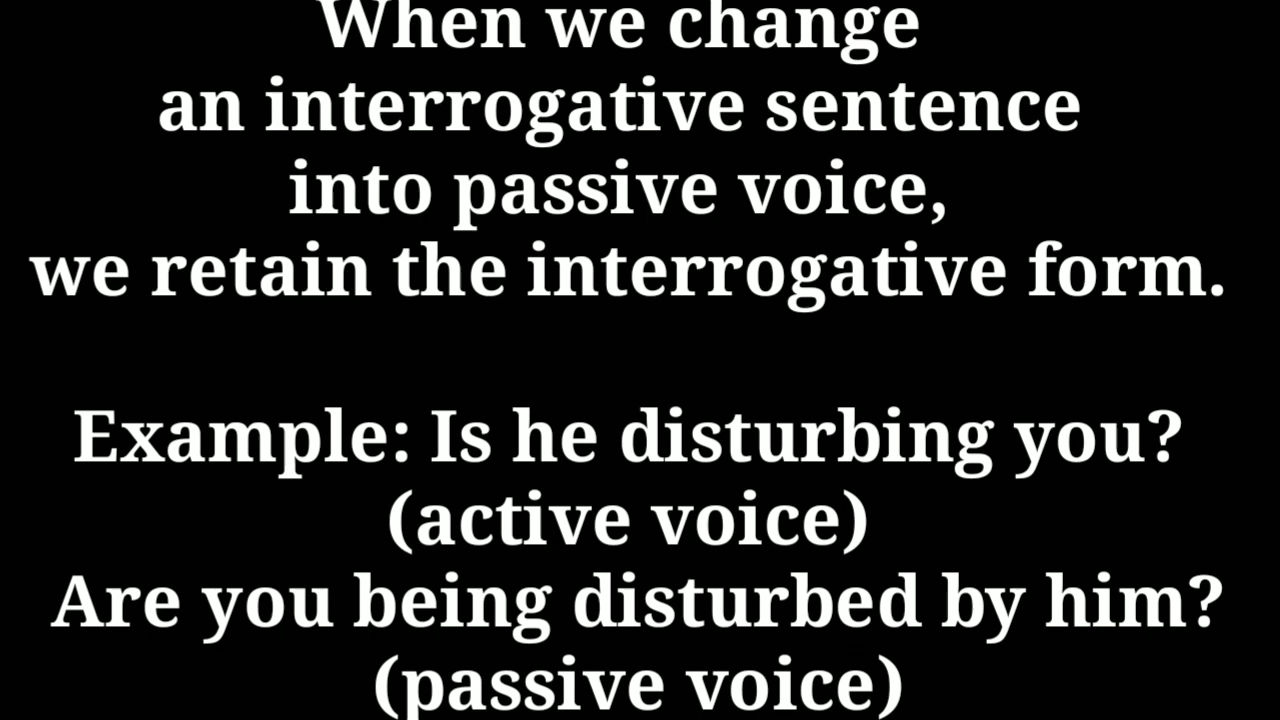 When we change
an interrogative sentence
into passive voice,
we retain the interrogative form.
Example: Is he disturbing you?
(active voice)
Are you being disturbed by him?
(passive voice)